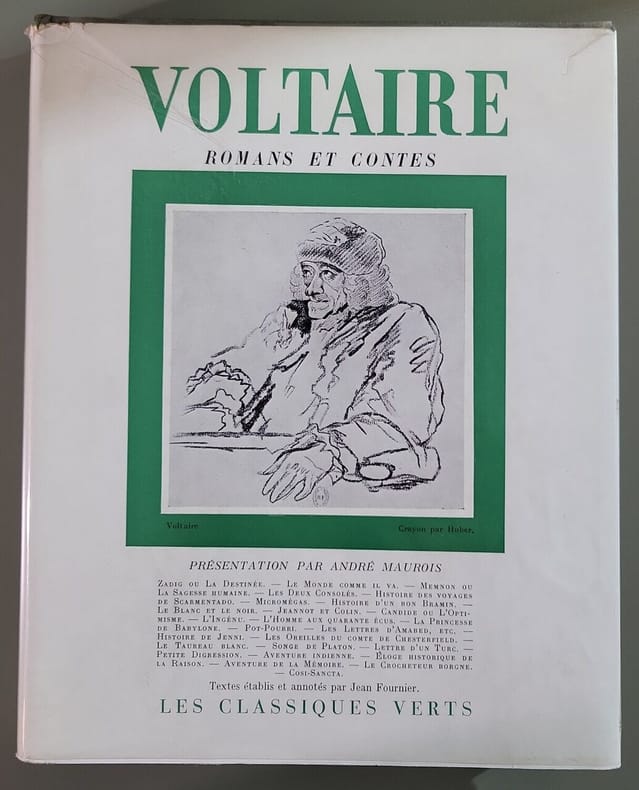 VOLTAIRE
ROMANS ET CONTES
Voltaire
Crayon par Huber.
PRÉSENTATION PAR ANDRÉ MAUROIS
Zadig ou La Destinée. — Le Monde comme il va. — Memnon ou
La Sagesse humaine. — Les Deux Consolés. — Histoire des voyages
de Scarmentado. — Micromégas. — Histoire d'un bon Bramin. —
Le Blanc et le noir. — Jeannot et Colin. — Candide ou L'Opti-
misme. — L'Ingénu. — L'Homme aux quarante écus. — La Princesse
de Babylone. — Pot-Pourri. — Les Lettres d'Amabed, etc. —
Histoire de Jenni. — Les Oreilles du comte de Chesterfield. —
Le Taureau blanc. — Songe de Platon. — Lettre d'un Turc. —
Petite Digression. — Aventure indienne. — Éloge historique de
la Raison. — Aventure de la Mémoire. — Le Crocheteur borgne.
— Cosi-Sancta.
Textes établis et annotés par Jean Fournier.
LES CLASSIQUES VERTS